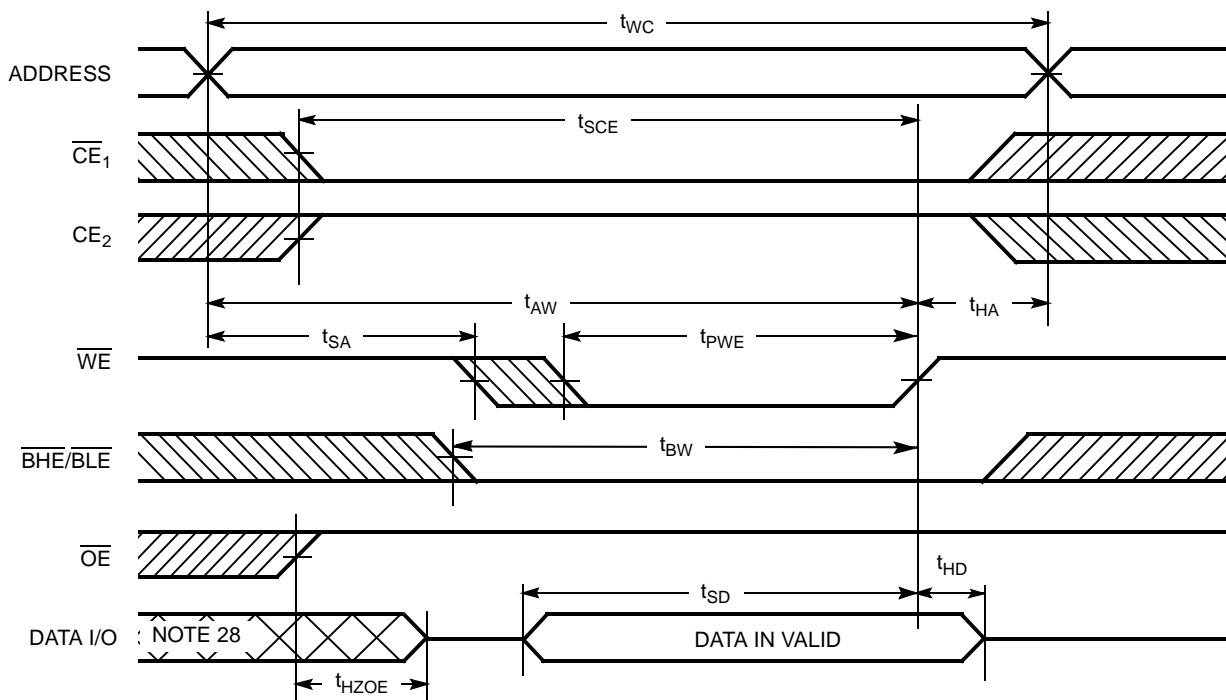 tWC
ADDRESS
tSCE
CE1
CE2
tAW
tHA
tSA
tPWE
WE
tBW
BHE/BLE
OE
tHD
tSD
DATA I/O NOTE 28 DATA IN VALID
tHZOE